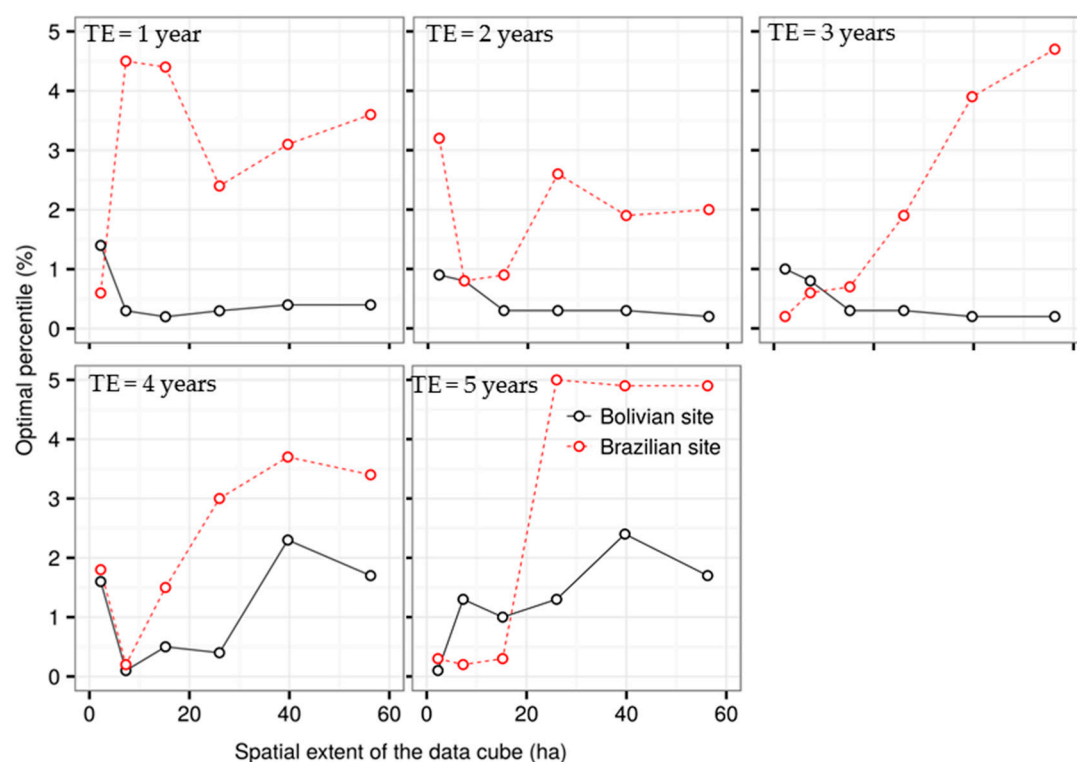 TE = 1 year
TE = 2 years
TE = 3 years
5
4
3
2
1
0
Optimal percentile (%)
TE = 4 years
TE = 5 years
5
4
3
2
1
0
Bolivian site
Brazilian site
0 20 40 60
0 20 40 60
Spatial extent of the data cube (ha)